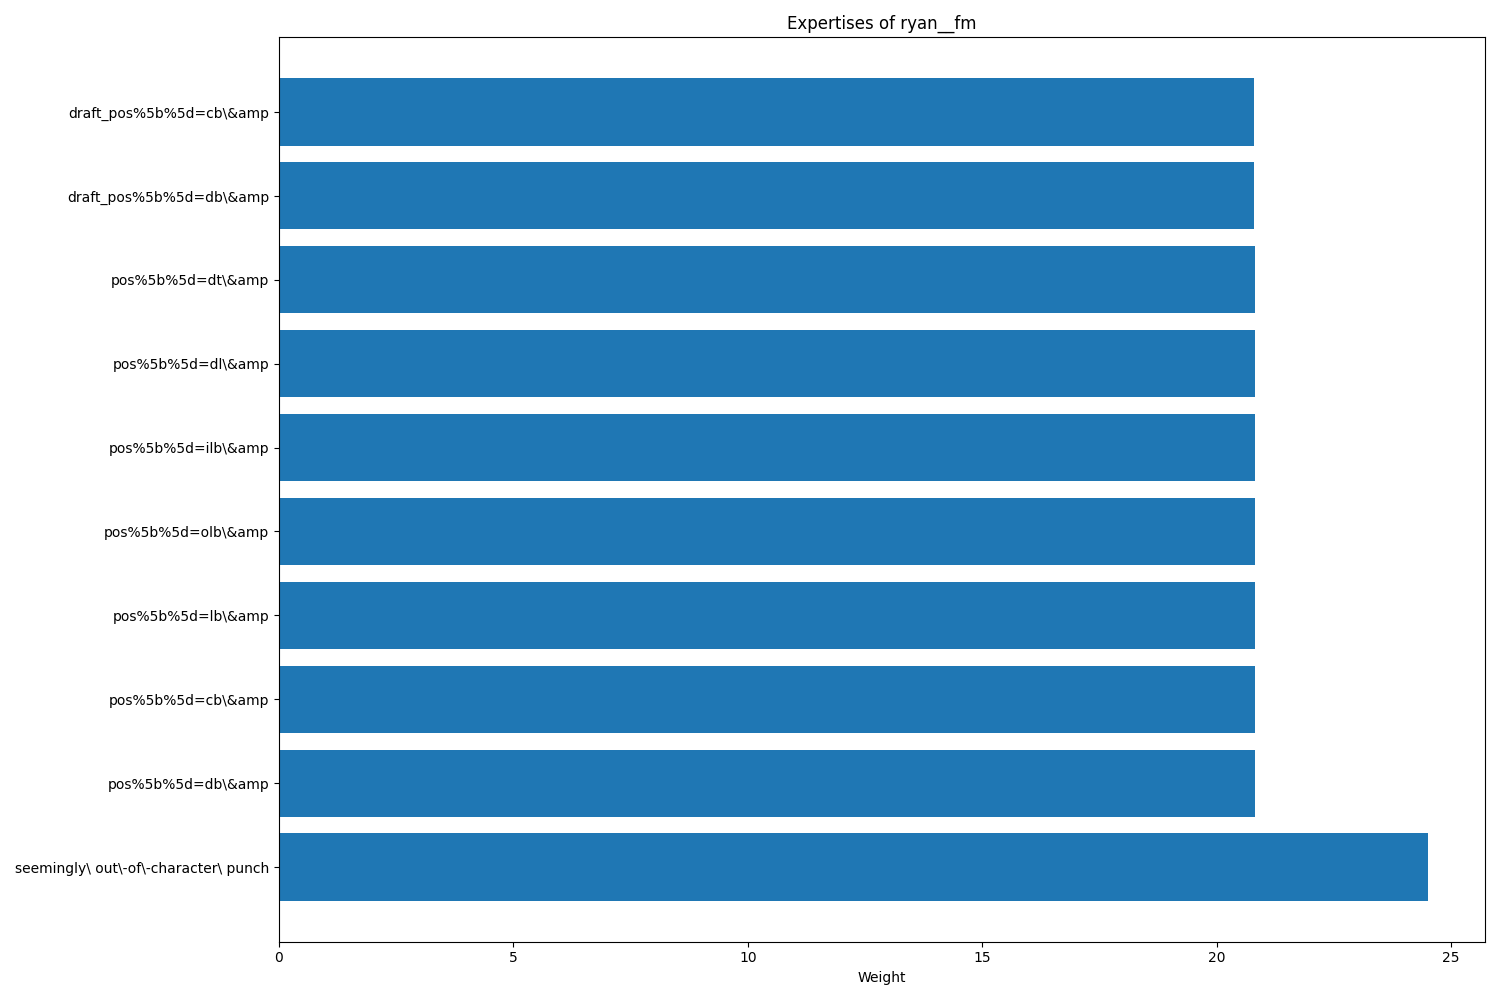 Expertises of ryan__fm
draft_pos%5b%5d=cb\&amp
draft_pos%5b%5d=db\&amp
pos%5b%5d=dt\&amp
pos%5b%5d=dl\&amp
pos%5b%5d=ilb\&amp
pos%5b%5d=olb\&amp
pos%5b%5d=lb\&amp
pos%5b%5d=cb\&amp
pos%5b%5d=db\&amp
seemingly\ out\-of\-character\ punch
0 5 10 15 20 25
Weight